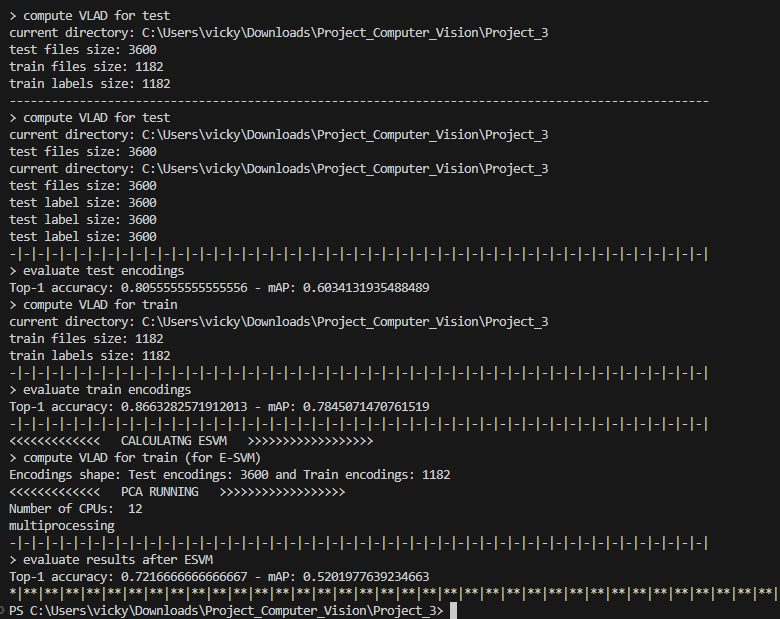 > compute VLAD for test
current directory: C:\Users\vicky\Downloads\Project_Computer_Vision\Project_3
test files size: 3600
train files size: 1182
train labels size: 1182
----------------------------------------------------------------------------------------------------
> compute VLAD for test
current directory: C:\Users\vicky\Downloads\Project_Computer_Vision\Project_3
test files size: 3600
current directory: C:\Users\vicky\Downloads\Project_Computer_Vision\Project_3
test files size: 3600
test label size: 3600
test label size: 3600
test label size: 3600
-|-|-|-|-|-|-|-|-|-|-|-|-|-|-|-|-|-|-|-|-|-|-|-|-|-|-|-|-|-|-|-|-|-|-|-|-|-|-|-|-|-|-|-|-|-|-|-|-|-|
> evaluate test encodings
Top-1 accuracy: 0.8055555555555556 - mAP: 0.6034131935488489
> compute VLAD for train
current directory: C:\Users\vicky\Downloads\Project_Computer_Vision\Project_3
train files size: 1182
train labels size: 1182
-|-|-|-|-|-|-|-|-|-|-|-|-|-|-|-|-|-|-|-|-|-|-|-|-|-|-|-|-|-|-|-|-|-|-|-|-|-|-|-|-|-|-|-|-|-|-|-|-|-|
> evaluate train encodings
Top-1 accuracy: 0.8663282571912013 - mAP: 0.7845071470761519
-|-|-|-|-|-|-|-|-|-|-|-|-|-|-|-|-|-|-|-|-|-|-|-|-|-|-|-|-|-|-|-|-|-|-|-|-|-|-|-|-|-|-|-|-|-|-|-|-|-|
<<<<<<<<<<<<<   CALCULATNG ESVM   >>>>>>>>>>>>>>>>>>
> compute VLAD for train (for E-SVM)
Encodings shape: Test encodings: 3600 and Train encodings: 1182
<<<<<<<<<<<<<   PCA RUNNING   >>>>>>>>>>>>>>>>>>
Number of CPUs:  12
multiprocessing
-|-|-|-|-|-|-|-|-|-|-|-|-|-|-|-|-|-|-|-|-|-|-|-|-|-|-|-|-|-|-|-|-|-|-|-|-|-|-|-|-|-|-|-|-|-|-|-|-|-|
> evaluate results after ESVM
Top-1 accuracy: 0.7216666666666667 - mAP: 0.5201977639234663
*|**|**|**|**|**|**|**|**|**|**|**|**|**|**|**|**|**|**|**|**|**|**|**|**|**|**|**|**|**|**|**|**|**|**|**|**|
PS C:\Users\vicky\Downloads\Project_Computer_Vision\Project_3>